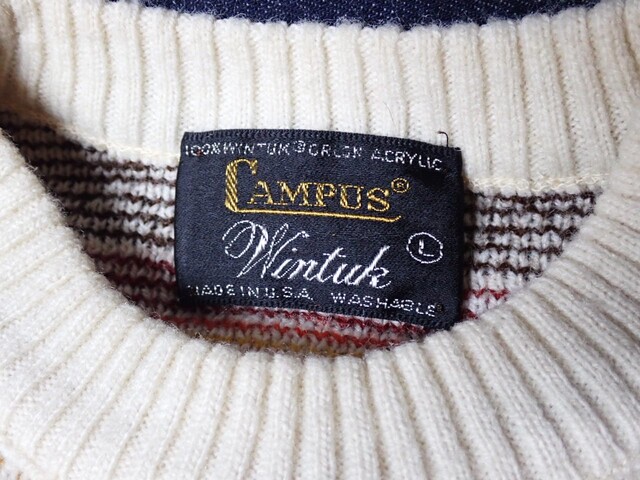 100% WINTUK® ORLON ACRYLIC
CAMPUS®
Wintuk L
MADE IN U.S.A. WASHABLE